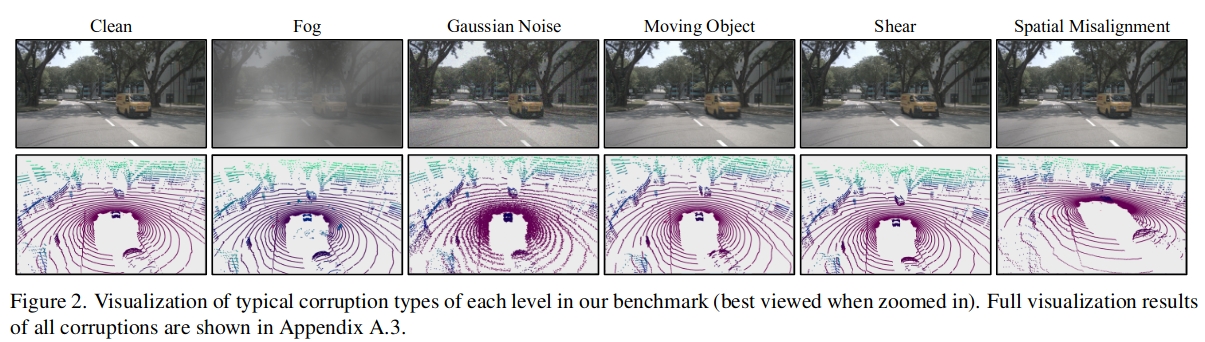 Clean Fog Gaussian Noise Moving Object Shear Spatial Misalignment
Figure 2. Visualization of typical corruption types of each level in our benchmark (best viewed when zoomed in). Full visualization results
of all corruptions are shown in Appendix A.3.